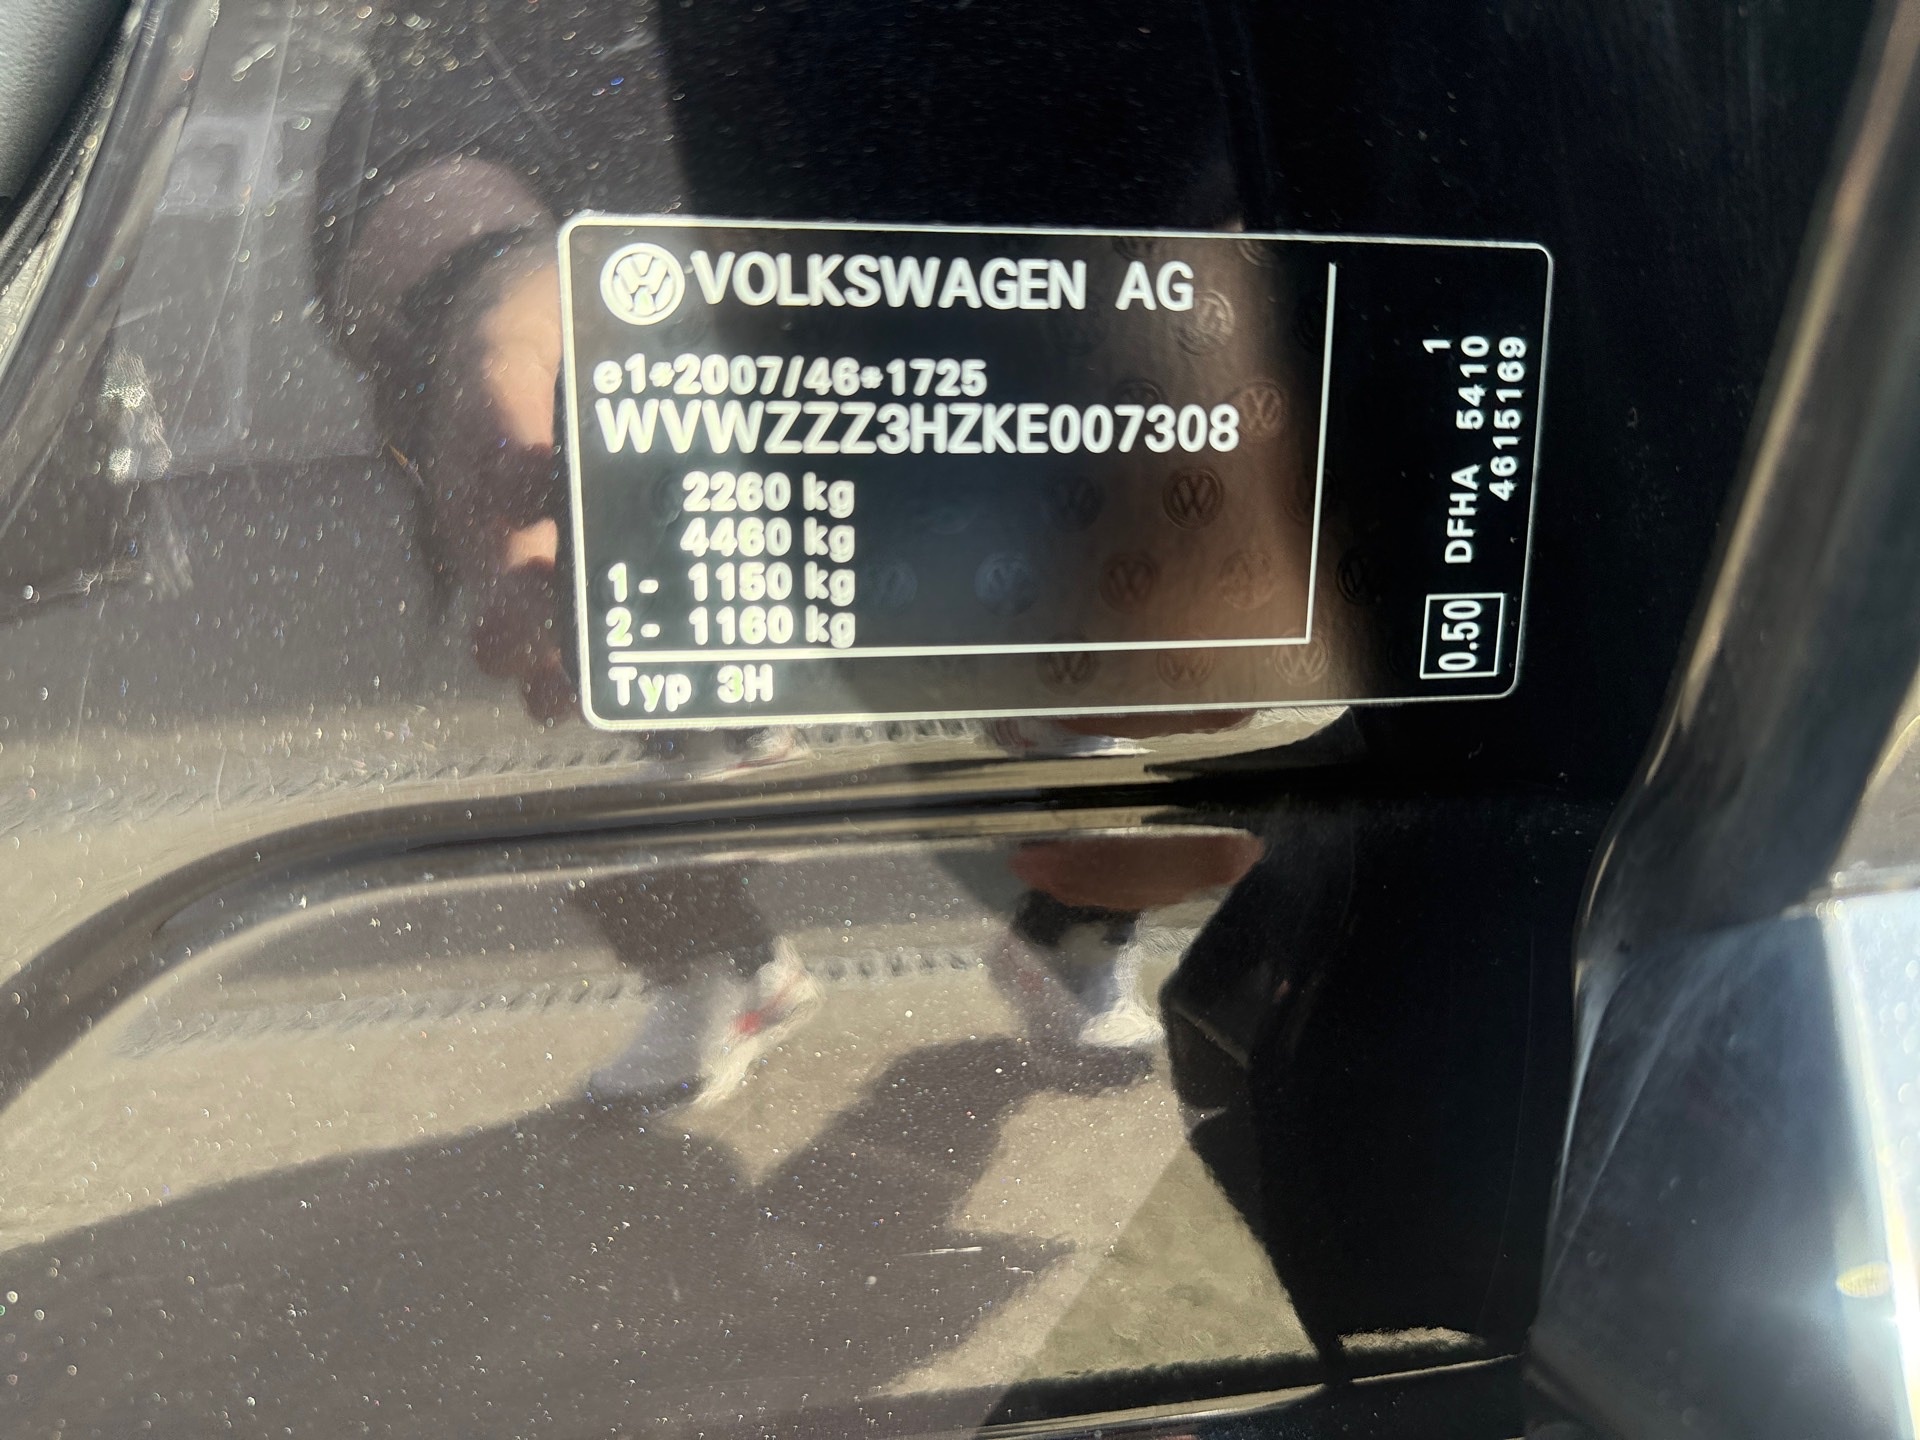 VOLKSWAGEN AG
e1*2007/46*1725
WVWZZZ3HZKE007308
2260 kg
4460 kg
1- 1150 kg
2- 1160 kg
Typ 3H
0.50 DFHA 5410 1
4615169